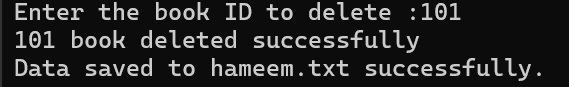 Enter the book ID to delete :101
101 book deleted successfully
Data saved to hameem.txt successfully.